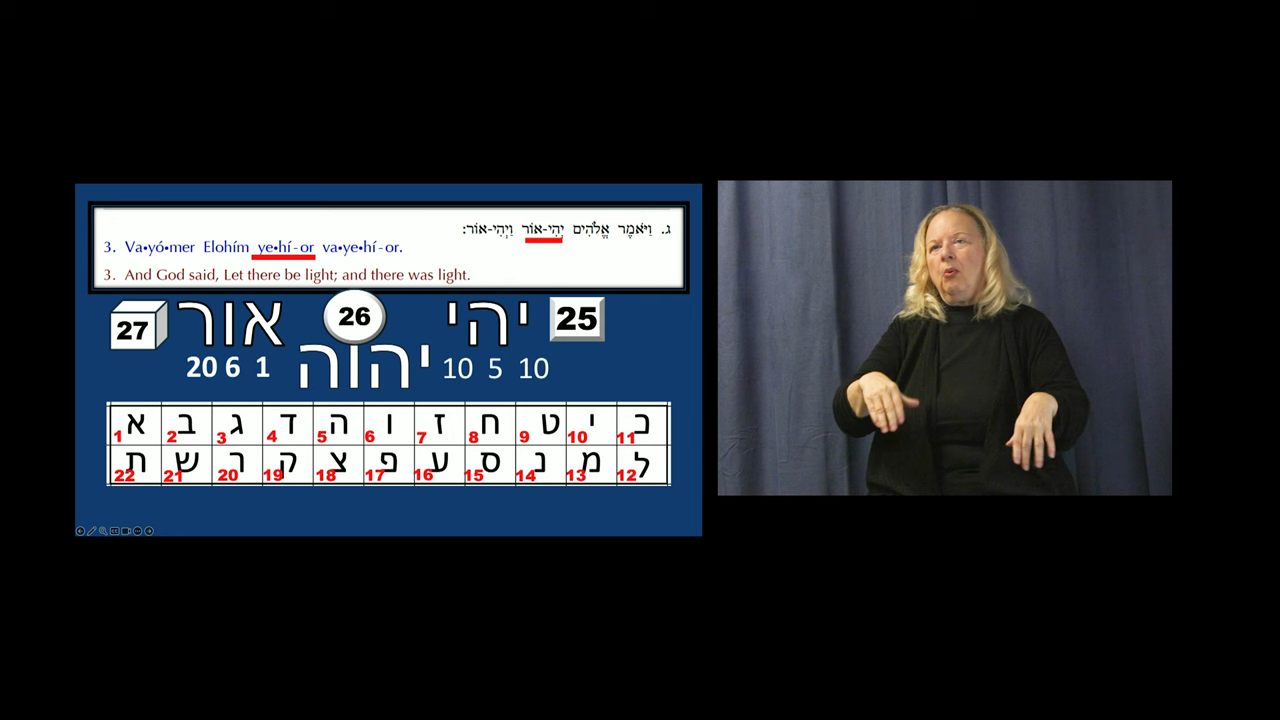 ג. וַיֹּאמֶר אֱלֹהִים יְהִי-אוֹר וַיְהִי-אוֹר:
3. Va•yó•mer Elohím ye•hí-or va•ye•hí-or.
3. And God said, Let there be light; and there was light.
27 אור 26 יהי 25
20 6 1 יהוה 10 5 10
א 1 ב 2 ג 3 ד 4 ה 5 ו 6 ז 7 ח 8 ט 9 י 10 כ 11
ת 22 ש 21 ר 20 ק 19 צ 18 פ 17 ע 16 ס 15 נ 14 מ 13 ל 12